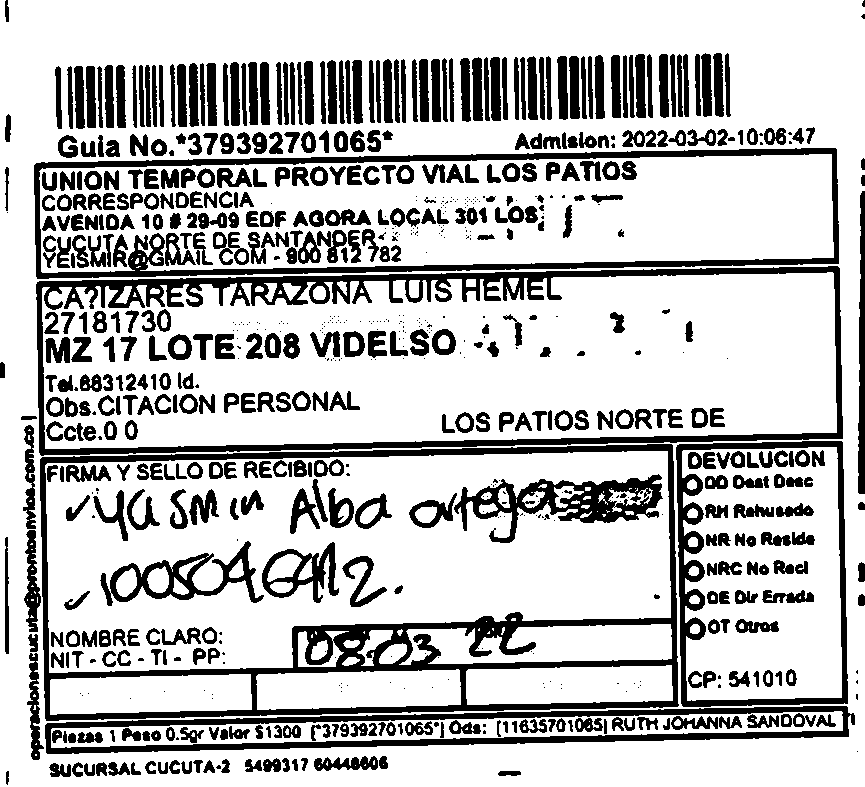 Guia No.*379392701065*
Admision: 2022-03-02-10:06:47
UNION TEMPORAL PROYECTO VIAL LOS PATIOS
CORRESPONDENCIA
AVENIDA 10 # 29-09 EDF AGORA LOCAL 301 LOS
CUCUTA NORTE DE SANTANDER
YEISMIR@GMAIL COM - 900 812 782
CA?IZARES TARAZONA LUIS HEMEL
27181730
MZ 17 LOTE 208 VIDELSO
Tel.68312410 Id.
Obs.CITACION PERSONAL
Ccte.0 0
LOS PATIOS NORTE DE
operacionescucuta@prontoenvios.com.co
FIRMA Y SELLO DE RECIBIDO:
Yasmin Alba ortega
NOMBRE CLARO:
NIT - CC - TI - PP:
08-03 22
DEVOLUCION
DD Dest Desc
RH Rehusado
NR No Reside
NRC No Recl
DE Dir Errada
OT Otros
CP: 541010
Piezas 1 Peso 0.5gr Valor $1300 [*379392701065*] Ods: [11635701065] RUTH JOHANNA SANDOVAL
SUCURSAL CUCUTA-2 5499317 60448606